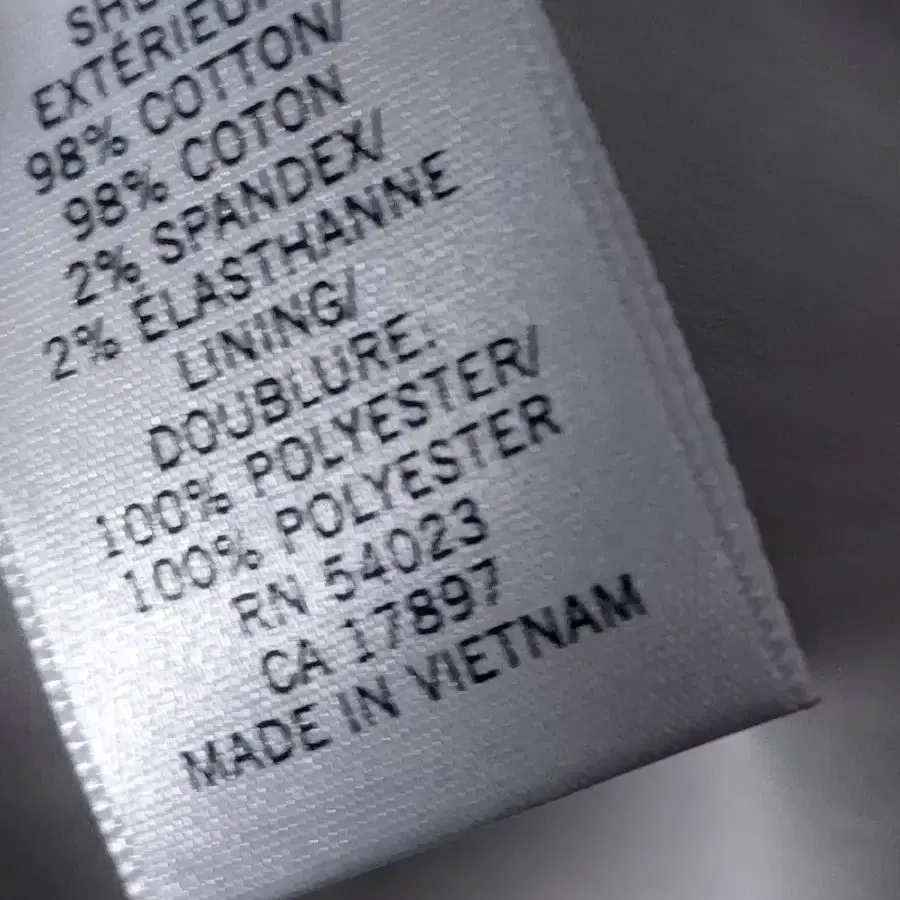 EXTÉRIEUR
98% COTTON/
98% COTON
2% SPANDEX/
2% ÉLASTHANNE
LINING/
DOUBLURE:
100% POLYESTER/
100% POLYESTER
RN 54023
CA 17897
MADE IN VIETNAM